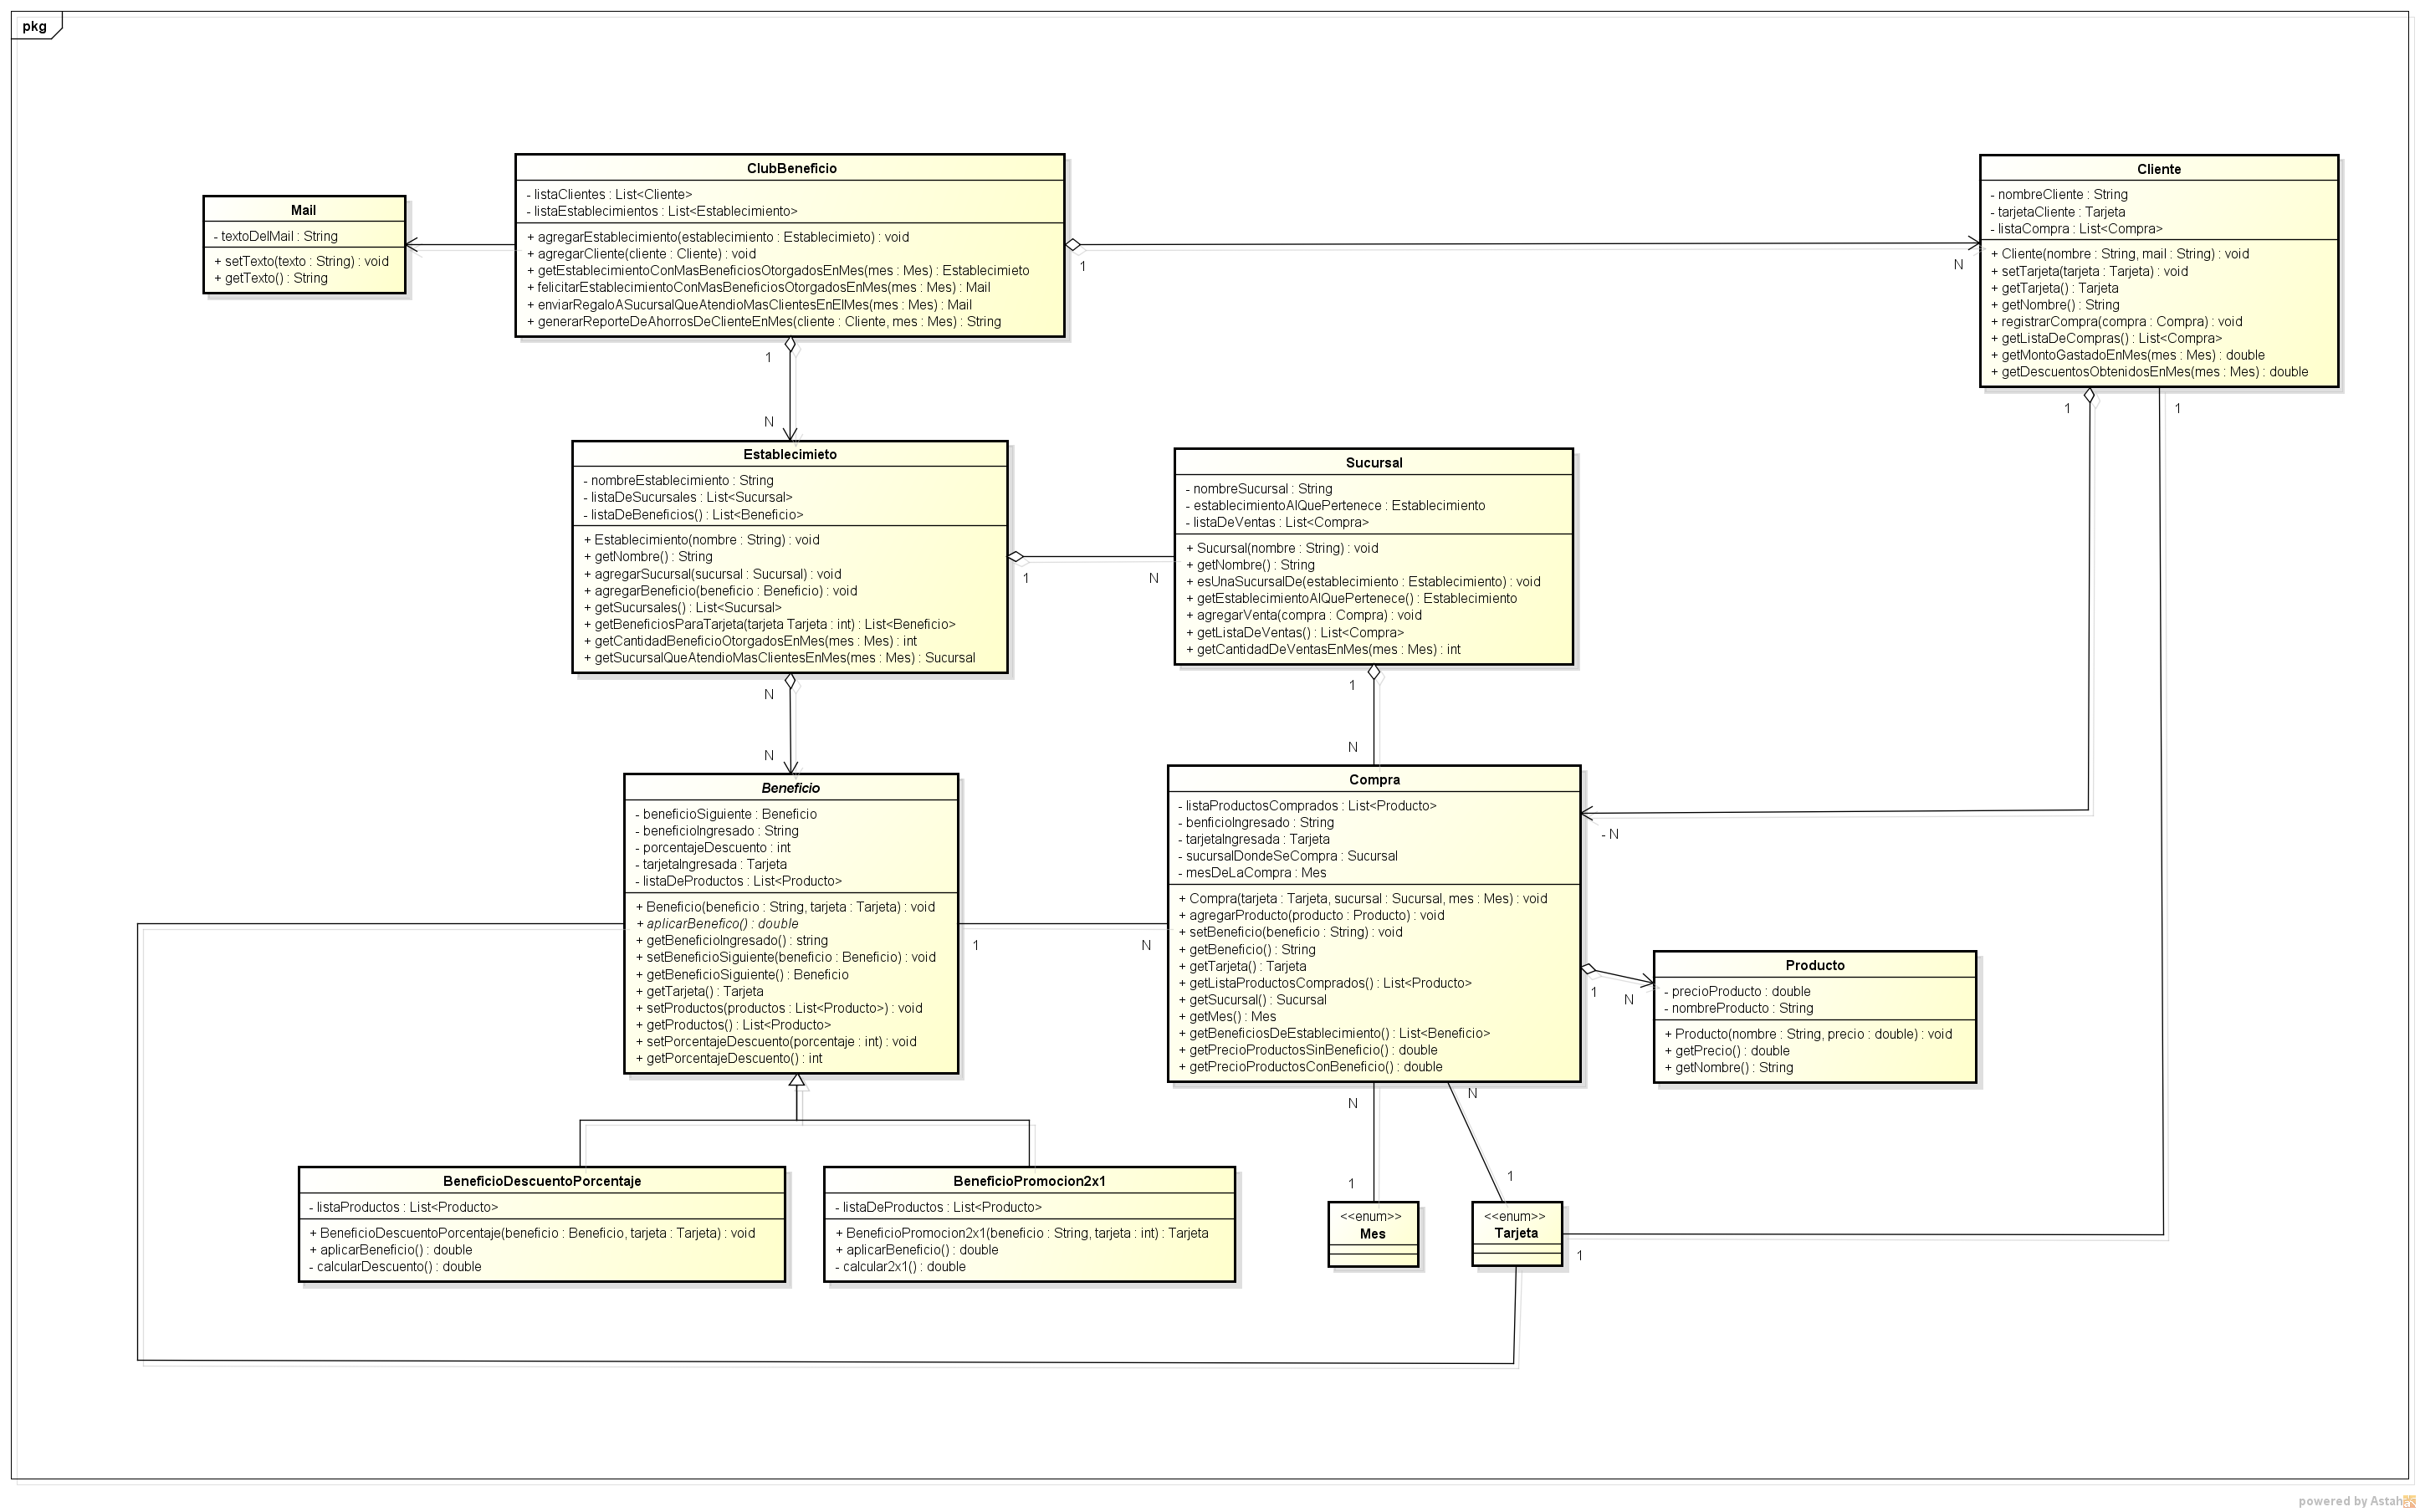 pkg
ClubBeneficio
- listaClientes : List<Cliente>
- listaEstablecimientos : List<Establecimiento>
+ agregarEstablecimiento(establecimiento : Establecimieto) : void
+ agregarCliente(cliente : Cliente) : void
+ getEstablecimientoConMasBeneficiosOtorgadosEnMes(mes : Mes) : Establecimieto
+ felicitarEstablecimientoConMasBeneficiosOtorgadosEnMes(mes : Mes) : Mail
+ enviarRegaloASucursalQueAtendioMasClientesEnElMes(mes : Mes) : Mail
+ generarReporteDeAhorrosDeClienteEnMes(cliente : Cliente, mes : Mes) : String
Cliente
- nombreCliente : String
- tarjetaCliente : Tarjeta
- listaCompra : List<Compra>
+ Cliente(nombre : String, mail : String) : void
+ setTarjeta(tarjeta : Tarjeta) : void
+ getTarjeta() : Tarjeta
+ getNombre() : String
+ registrarCompra(compra : Compra) : void
+ getListaDeCompras() : List<Compra>
+ getMontoGastadoEnMes(mes : Mes) : double
+ getDescuentosObtenidosEnMes(mes : Mes) : double
Mail
- textoDelMail : String
+ setTexto(texto : String) : void
+ getTexto() : String
1
N
1
N
1
1
Establecimieto
- nombreEstablecimiento : String
- listaDeSucursales : List<Sucursal>
- listaDeBeneficios() : List<Beneficio>
+ Establecimiento(nombre : String) : void
+ getNombre() : String
+ agregarSucursal(sucursal : Sucursal) : void
+ agregarBeneficio(beneficio : Beneficio) : void
+ getSucursales() : List<Sucursal>
+ getBeneficiosParaTarjeta(tarjeta Tarjeta : int) : List<Beneficio>
+ getCantidadBeneficioOtorgadosEnMes(mes : Mes) : int
+ getSucursalQueAtendioMasClientesEnMes(mes : Mes) : Sucursal
1
N
Sucursal
- nombreSucursal : String
- establecimientoAlQuePertenece : Establecimiento
- listaDeVentas : List<Compra>
+ Sucursal(nombre : String) : void
+ getNombre() : String
+ esUnaSucursalDe(establecimiento : Establecimiento) : void
+ getEstablecimientoAlQuePertenece() : Establecimiento
+ agregarVenta(compra : Compra) : void
+ getListaDeVentas() : List<Compra>
+ getCantidadDeVentasEnMes(mes : Mes) : int
N
N
1
N
Beneficio
- beneficioSiguiente : Beneficio
- beneficioIngresado : String
- porcentajeDescuento : int
- tarjetaIngresada : Tarjeta
- listaDeProductos : List<Producto>
+ Beneficio(beneficio : String, tarjeta : Tarjeta) : void
+ aplicarBenefico() : double
+ getBeneficioIngresado() : string
+ setBeneficioSiguiente(beneficio : Beneficio) : void
+ getBeneficioSiguiente() : Beneficio
+ getTarjeta() : Tarjeta
+ setProductos(productos : List<Producto>) : void
+ getProductos() : List<Producto>
+ setPorcentajeDescuento(porcentaje : int) : void
+ getPorcentajeDescuento() : int
1
N
Compra
- listaProductosComprados : List<Producto>
- benficioIngresado : String
- tarjetaIngresada : Tarjeta
- sucursalDondeSeCompra : Sucursal
- mesDeLaCompra : Mes
+ Compra(tarjeta : Tarjeta, sucursal : Sucursal, mes : Mes) : void
+ agregarProducto(producto : Producto) : void
+ setBeneficio(beneficio : String) : void
+ getBeneficio() : String
+ getTarjeta() : Tarjeta
+ getListaProductosComprados() : List<Producto>
+ getSucursal() : Sucursal
+ getMes() : Mes
+ getBeneficiosDeEstablecimiento() : List<Beneficio>
+ getPrecioProductosSinBeneficio() : double
+ getPrecioProductosConBeneficio() : double
- N
1
N
Producto
- precioProducto : double
- nombreProducto : String
+ Producto(nombre : String, precio : double) : void
+ getPrecio() : double
+ getNombre() : String
N
N
1
1
BeneficioDescuentoPorcentaje
- listaProductos : List<Producto>
+ BeneficioDescuentoPorcentaje(beneficio : Beneficio, tarjeta : Tarjeta) : void
+ aplicarBeneficio() : double
- calcularDescuento() : double
BeneficioPromocion2x1
- listaDeProductos : List<Producto>
+ BeneficioPromocion2x1(beneficio : String, tarjeta : int) : Tarjeta
+ aplicarBeneficio() : double
- calcular2x1() : double
<<enum>>
Mes
<<enum>>
Tarjeta
1
powered by Astah